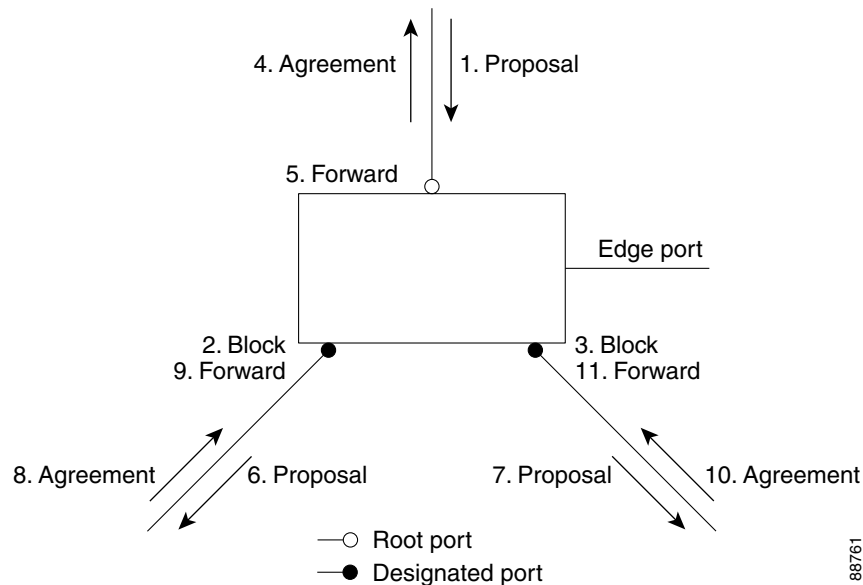 4. Agreement
1. Proposal
5. Forward
Edge port
2. Block
9. Forward
3. Block
11. Forward
8. Agreement
6. Proposal
7. Proposal
10. Agreement
Root port
Designated port
88761